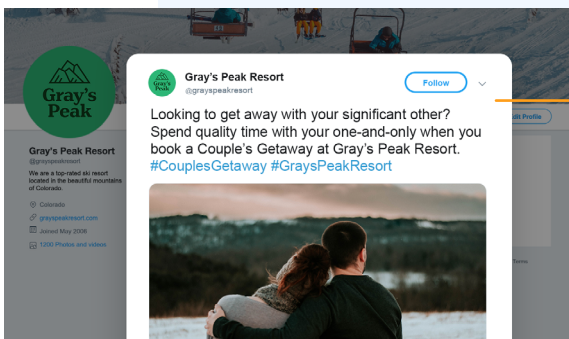 Gray's
Peak
Gray's Peak Resort
@grayspeakresort
We are a top-rated ski resort
located in the beautiful mountains
of Colorado.
Colorado
grayspeakresort.com
Joined May 2006
1200 Photos and videos
Gray's
Peak
Gray's Peak Resort
@grayspeakresort
Follow
Looking to get away with your significant other?
Spend quality time with your one-and-only when you
book a Couple's Getaway at Gray's Peak Resort.
#CouplesGetaway #GraysPeakResort
dit Profile
Terms